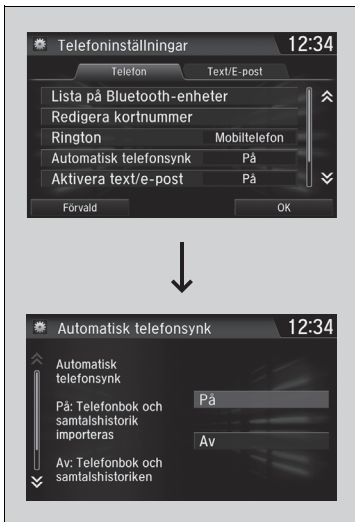 Telefoninställningar 12:34
Telefon Text/E-post
Lista på Bluetooth-enheter
Redigera kortnummer
Rington Mobiltelefon
Automatisk telefonsynk På
Aktivera text/e-post På
Förvald OK
Automatisk telefonsynk 12:34
Automatisk
telefonsynk
På: Telefonbok och
samtalshistorik
importeras
Av: Telefonbok och
samtalshistoriken
På
Av